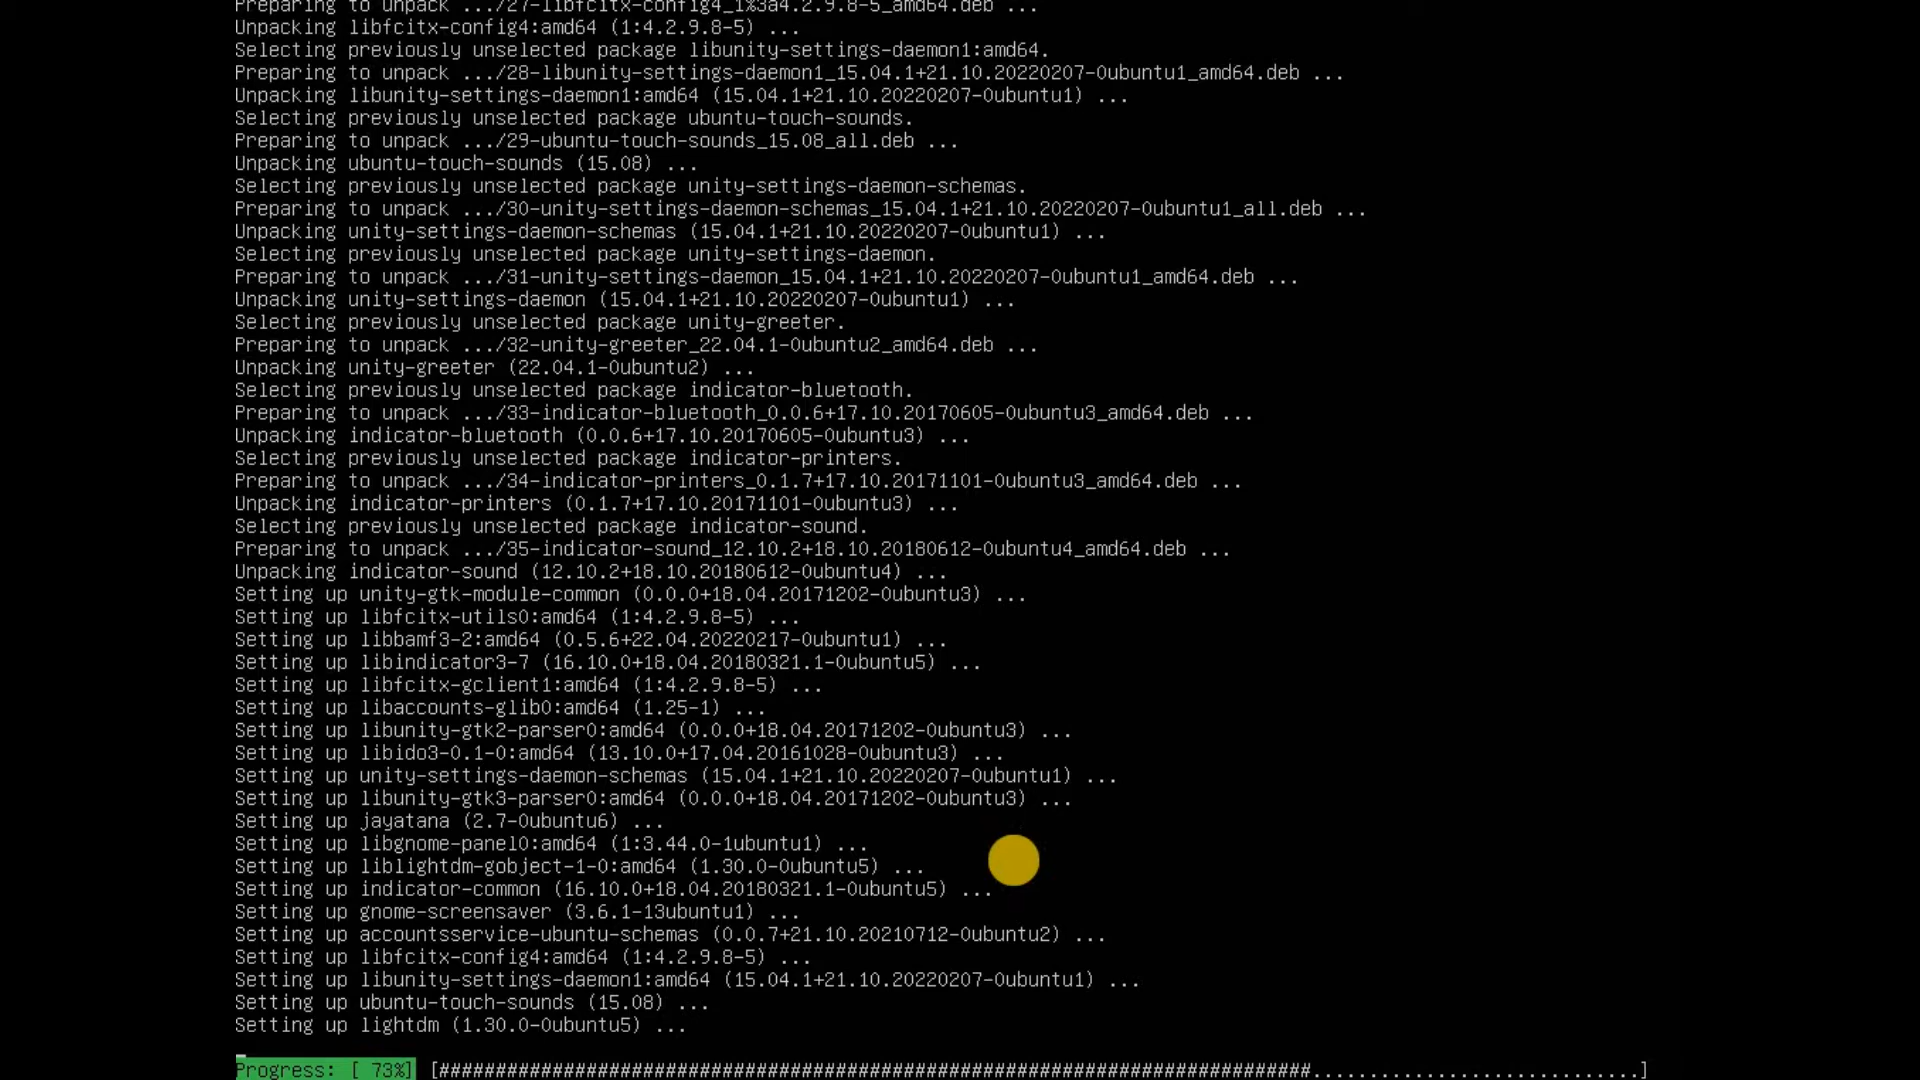 Preparing to unpack .../27-libfcitx-config4_1%3a4.2.9.8-5_amd64.deb ...
Unpacking libfcitx-config4:amd64 (1:4.2.9.8-5) ...
Selecting previously unselected package libunity-settings-daemon1:amd64.
Preparing to unpack .../28-libunity-settings-daemon1_15.04.1+21.10.20220207-0ubuntu1_amd64.deb ...
Unpacking libunity-settings-daemon1:amd64 (15.04.1+21.10.20220207-0ubuntu1) ...
Selecting previously unselected package ubuntu-touch-sounds.
Preparing to unpack .../29-ubuntu-touch-sounds_15.08_all.deb ...
Unpacking ubuntu-touch-sounds (15.08) ...
Selecting previously unselected package unity-settings-daemon-schemas.
Preparing to unpack .../30-unity-settings-daemon-schemas_15.04.1+21.10.20220207-0ubuntu1_all.deb ...
Unpacking unity-settings-daemon-schemas (15.04.1+21.10.20220207-0ubuntu1) ...
Selecting previously unselected package unity-settings-daemon.
Preparing to unpack .../31-unity-settings-daemon_15.04.1+21.10.20220207-0ubuntu1_amd64.deb ...
Unpacking unity-settings-daemon (15.04.1+21.10.20220207-0ubuntu1) ...
Selecting previously unselected package unity-greeter.
Preparing to unpack .../32-unity-greeter_22.04.1-0ubuntu2_amd64.deb ...
Unpacking unity-greeter (22.04.1-0ubuntu2) ...
Selecting previously unselected package indicator-bluetooth.
Preparing to unpack .../33-indicator-bluetooth_0.0.6+17.10.20170605-0ubuntu3_amd64.deb ...
Unpacking indicator-bluetooth (0.0.6+17.10.20170605-0ubuntu3) ...
Selecting previously unselected package indicator-printers.
Preparing to unpack .../34-indicator-printers_0.1.7+17.10.20171101-0ubuntu3_amd64.deb ...
Unpacking indicator-printers (0.1.7+17.10.20171101-0ubuntu3) ...
Selecting previously unselected package indicator-sound.
Preparing to unpack .../35-indicator-sound_12.10.2+18.10.20180612-0ubuntu4_amd64.deb ...
Unpacking indicator-sound (12.10.2+18.10.20180612-0ubuntu4) ...
Setting up unity-gtk-module-common (0.0.0+18.04.20171202-0ubuntu3) ...
Setting up libfcitx-utils0:amd64 (1:4.2.9.8-5) ...
Setting up libbamf3-2:amd64 (0.5.6+22.04.20220217-0ubuntu1) ...
Setting up libindicator3-7 (16.10.0+18.04.20180321.1-0ubuntu5) ...
Setting up libfcitx-gclient1:amd64 (1:4.2.9.8-5) ...
Setting up libaccounts-glib0:amd64 (1.25-1) ...
Setting up libunity-gtk2-parser0:amd64 (0.0.0+18.04.20171202-0ubuntu3) ...
Setting up libido3-0.1-0:amd64 (13.10.0+17.04.20161028-0ubuntu3) ...
Setting up unity-settings-daemon-schemas (15.04.1+21.10.20220207-0ubuntu1) ...
Setting up libunity-gtk3-parser0:amd64 (0.0.0+18.04.20171202-0ubuntu3) ...
Setting up jayatana (2.7-0ubuntu6) ...
Setting up libgnome-panel0:amd64 (1:3.44.0-1ubuntu1) ...
Setting up liblightdm-gobject-1-0:amd64 (1.30.0-0ubuntu5) ...
Setting up indicator-common (16.10.0+18.04.20180321.1-0ubuntu5) ...
Setting up gnome-screensaver (3.6.1-13ubuntu1) ...
Setting up accountsservice-ubuntu-schemas (0.0.7+21.10.20210712-0ubuntu2) ...
Setting up libfcitx-config4:amd64 (1:4.2.9.8-5) ...
Setting up libunity-settings-daemon1:amd64 (15.04.1+21.10.20220207-0ubuntu1) ...
Setting up ubuntu-touch-sounds (15.08) ...
Setting up lightdm (1.30.0-0ubuntu5) ...
Progress: [ 73%] [#############################################################################.............................]